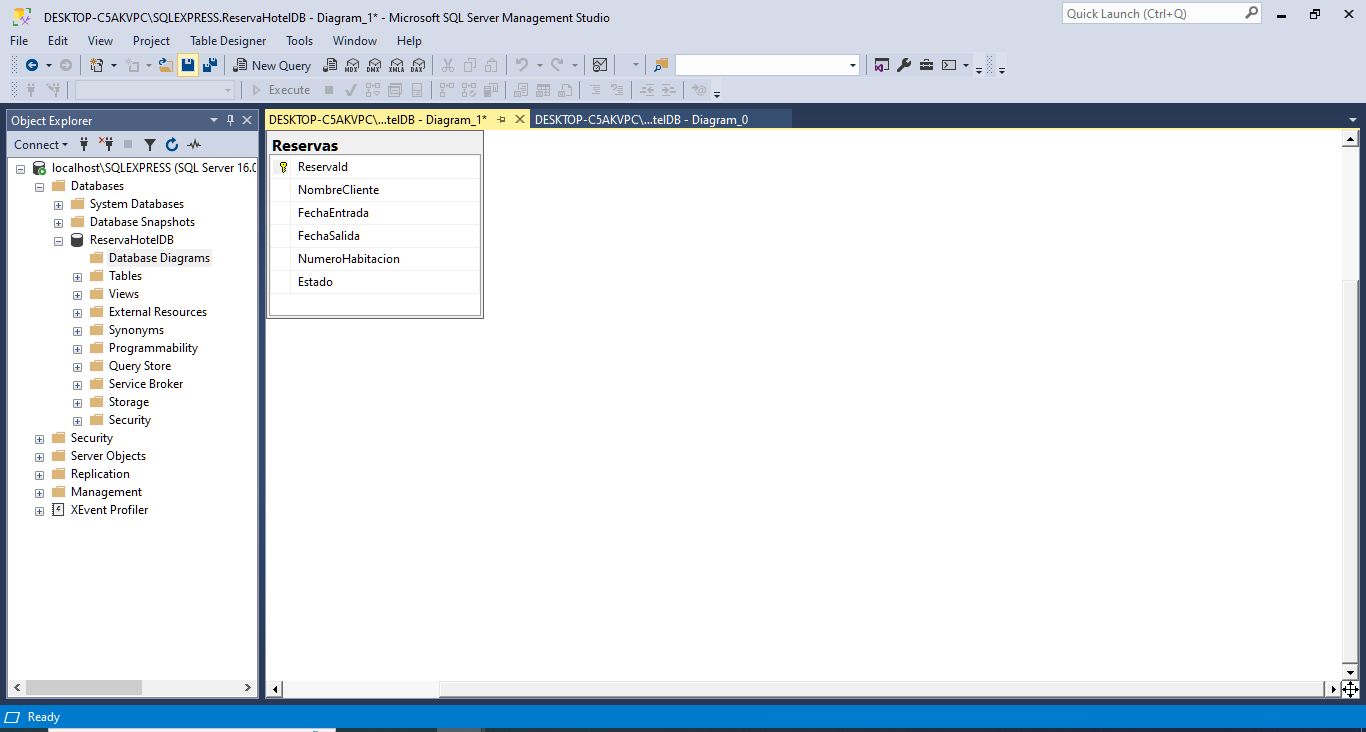 DESKTOP-C5AKVPC\SQLEXPRESS.ReservaHotelDB - Diagram_1* - Microsoft SQL Server Management Studio
Quick Launch (Ctrl+Q)
File Edit View Project Table Designer Tools Window Help
New Query MDX DMX XMLA DAX
Execute
Object Explorer
DESKTOP-C5AKVPC\...telDB - Diagram_1*
DESKTOP-C5AKVPC\...telDB - Diagram_0
Connect
localhost\SQLEXPRESS (SQL Server 16.0
Databases
System Databases
Database Snapshots
ReservaHotelDB
Database Diagrams
Tables
Views
External Resources
Synonyms
Programmability
Query Store
Service Broker
Storage
Security
Security
Server Objects
Replication
Management
XEvent Profiler
Reservas
ReservaId
NombreCliente
FechaEntrada
FechaSalida
NumeroHabitacion
Estado
Ready